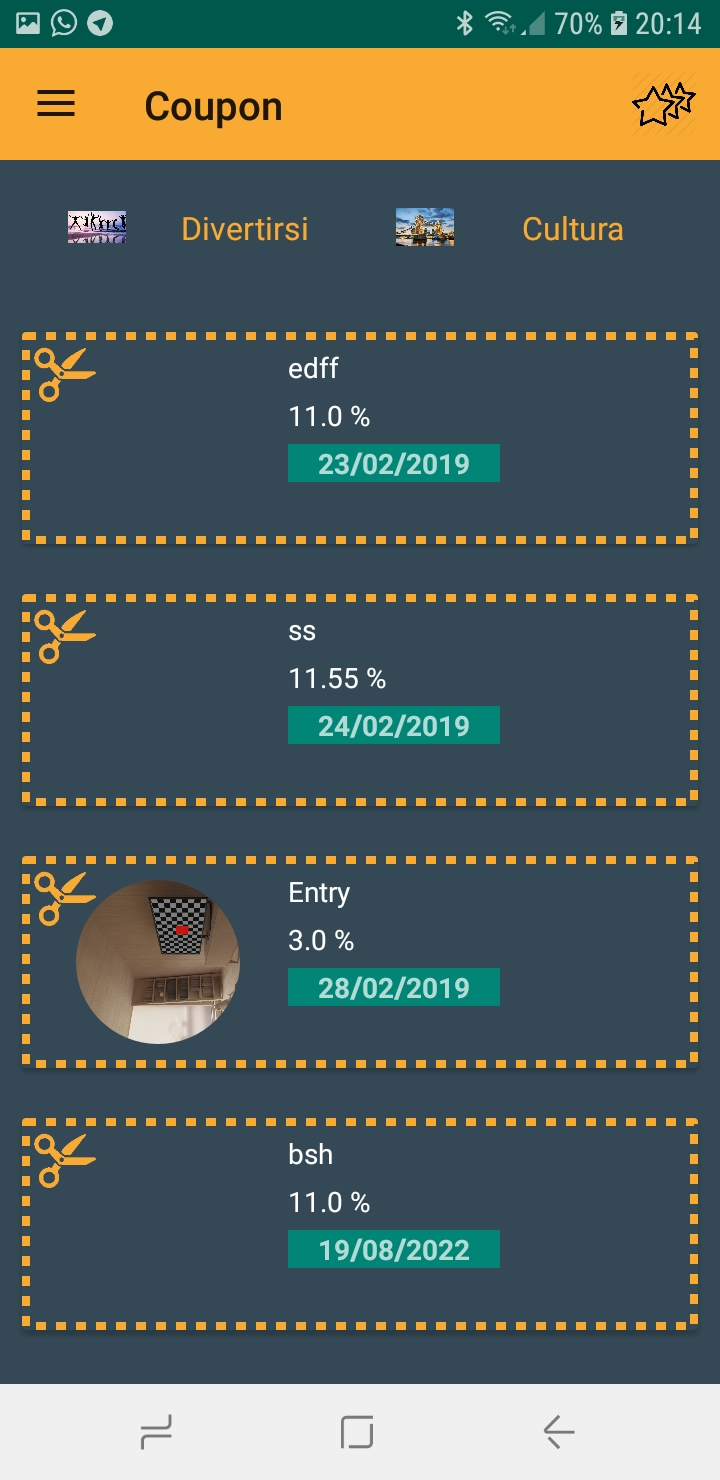 70% 20:14
Coupon
Divertirsi Cultura
edff
11.0 %
23/02/2019
ss
11.55 %
24/02/2019
Entry
3.0 %
28/02/2019
bsh
11.0 %
19/08/2022